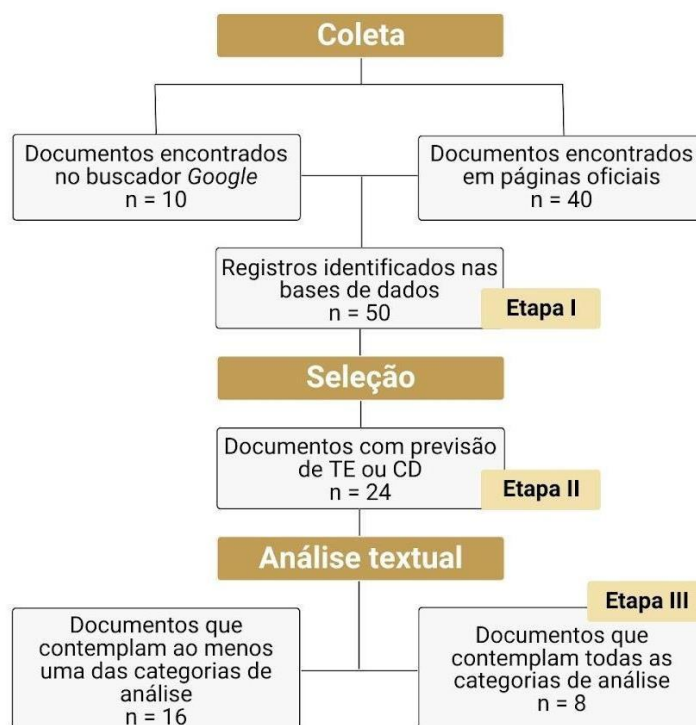 Coleta
Documentos encontrados
no buscador Google
n = 10
Documentos encontrados
em páginas oficiais
n = 40
Registros identificados nas
bases de dados
n = 50
Etapa I
Seleção
Documentos com previsão
de TE ou CD
n = 24
Etapa II
Análise textual
Documentos que
contemplam ao menos
uma das categorias de
análise
n = 16
Etapa III
Documentos que
contemplam todas as
categorias de análise
n = 8